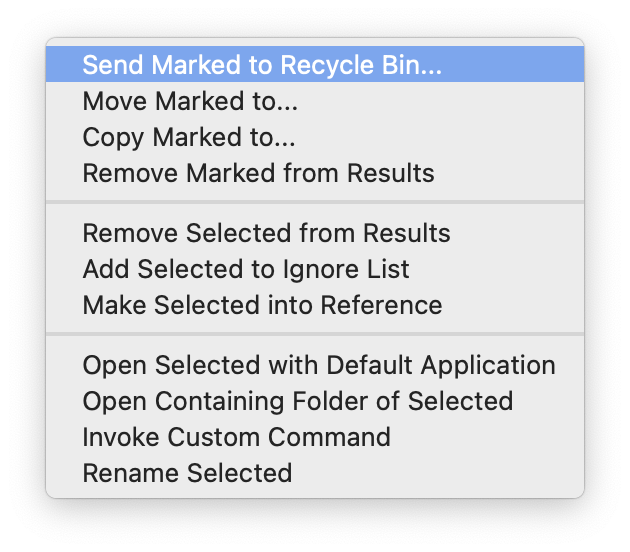 Send Marked to Recycle Bin...
Move Marked to...
Copy Marked to...
Remove Marked from Results
Remove Selected from Results
Add Selected to Ignore List
Make Selected into Reference
Open Selected with Default Application
Open Containing Folder of Selected
Invoke Custom Command
Rename Selected